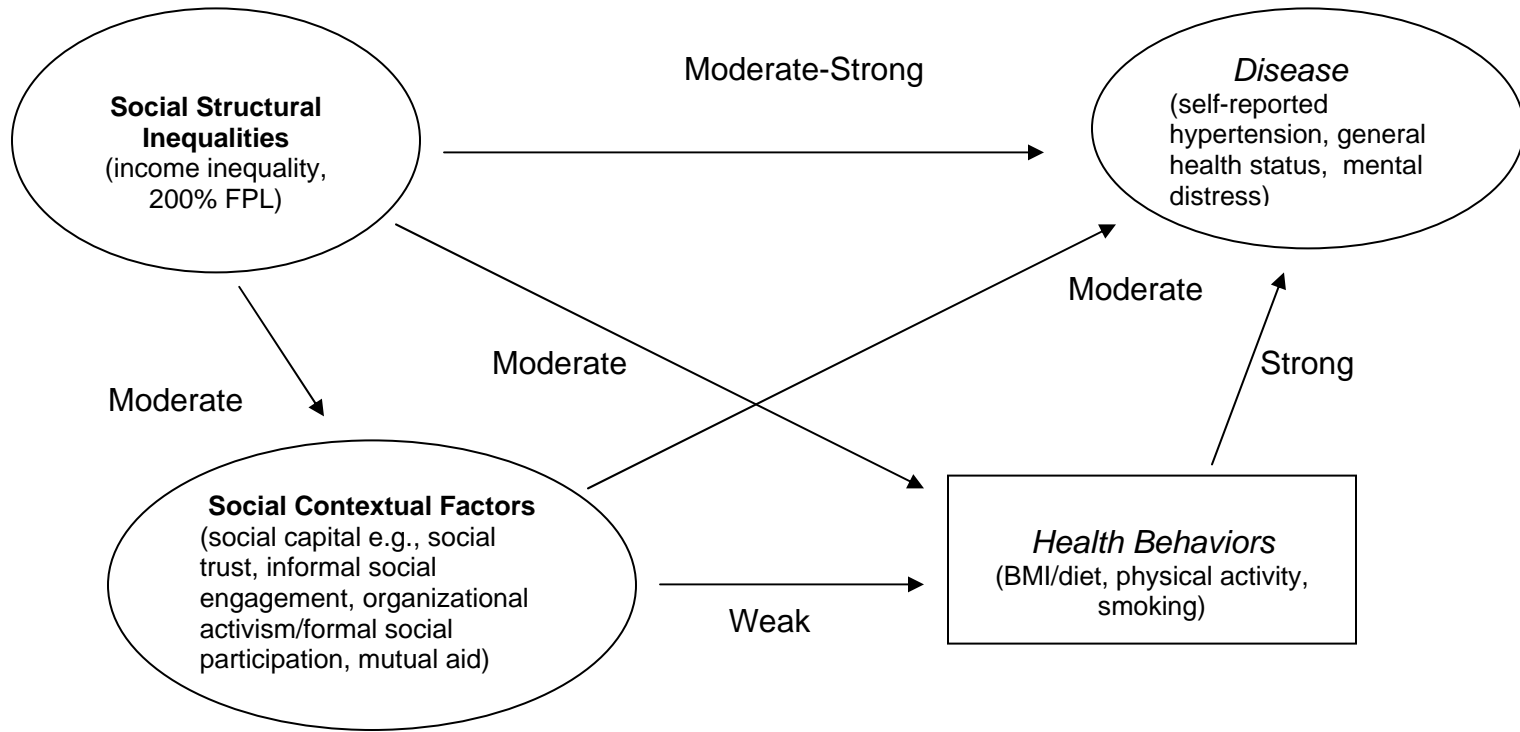 Social Structural
Inequalities
(income inequality,
200% FPL)
Moderate-Strong
Disease
(self-reported
hypertension, general
health status,  mental
distress)
Moderate
Moderate
Moderate
Strong
Social Contextual Factors
(social capital e.g., social
trust, informal social
engagement, organizational
activism/formal social
participation, mutual aid)
Weak
Health Behaviors
(BMI/diet, physical activity,
smoking)